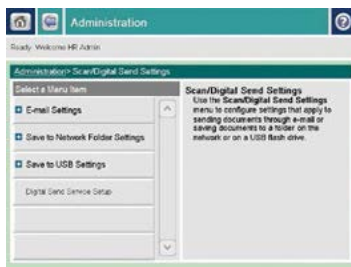 Administration
Ready Welcome HR Admin
Administration> Scan/Digital Send Settings
Select a Menu Item
E-mail Settings
Save to Network Folder Settings
Save to USB Settings
Digital Send Service Setup
Scan/Digital Send Settings
Use the Scan/Digital Send Settings
menu to configure settings that apply to
sending documents through e-mail or
saving documents to a folder on the
network or on a USB flash drive.